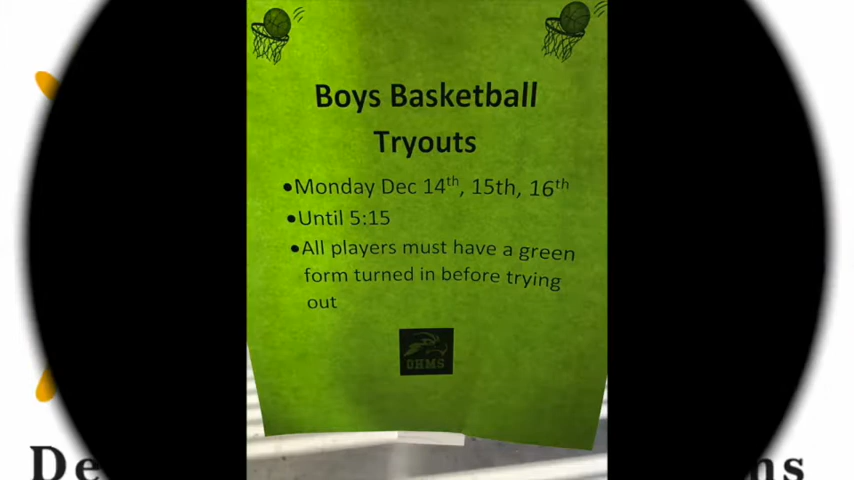 Boys Basketball
Tryouts
•Monday Dec 14th, 15th, 16th
•Until 5:15
•All players must have a green
form turned in before trying
out
DHMS